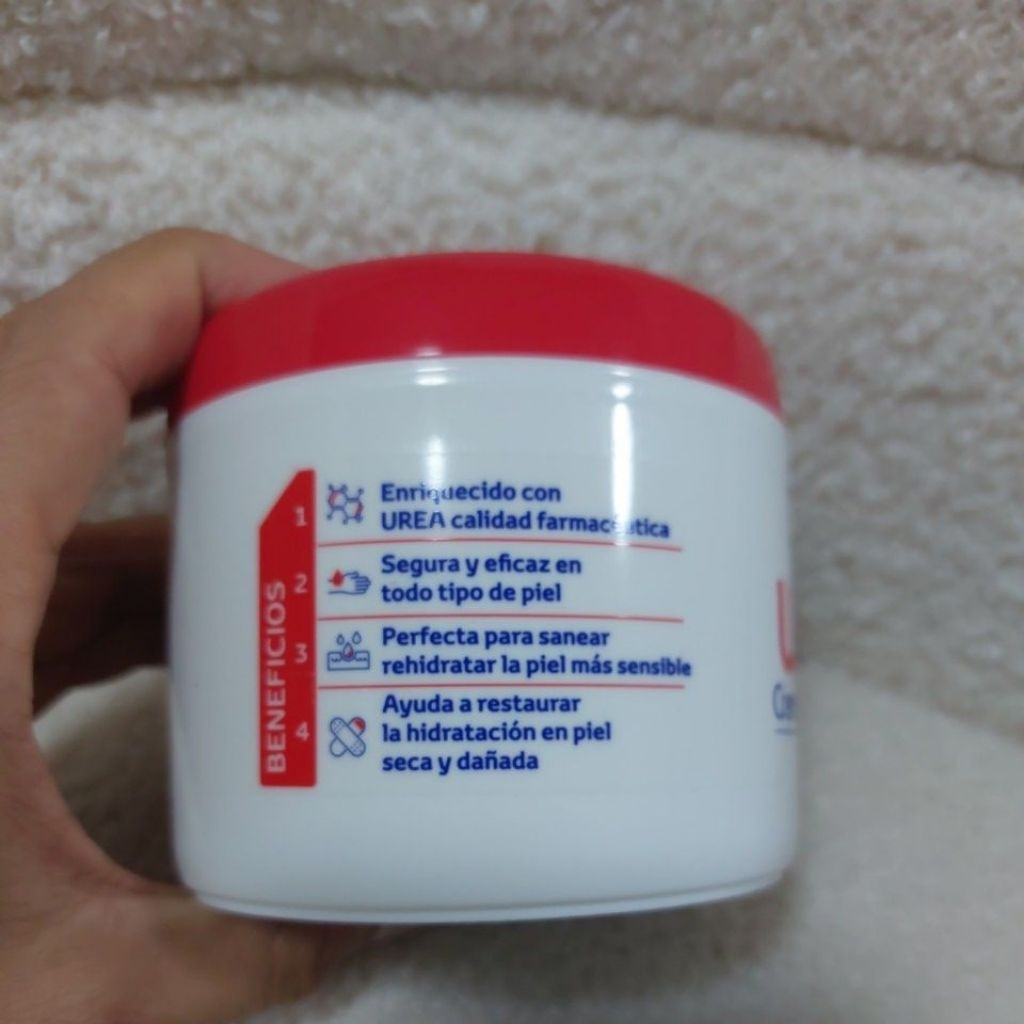 BENEFICIOS
1
Enriquecido con
UREA calidad farmacéutica
2
Segura y eficaz en
todo tipo de piel
3
Perfecta para sanear
rehidratar la piel más sensible
4
Ayuda a restaurar
la hidratación en piel
seca y dañada